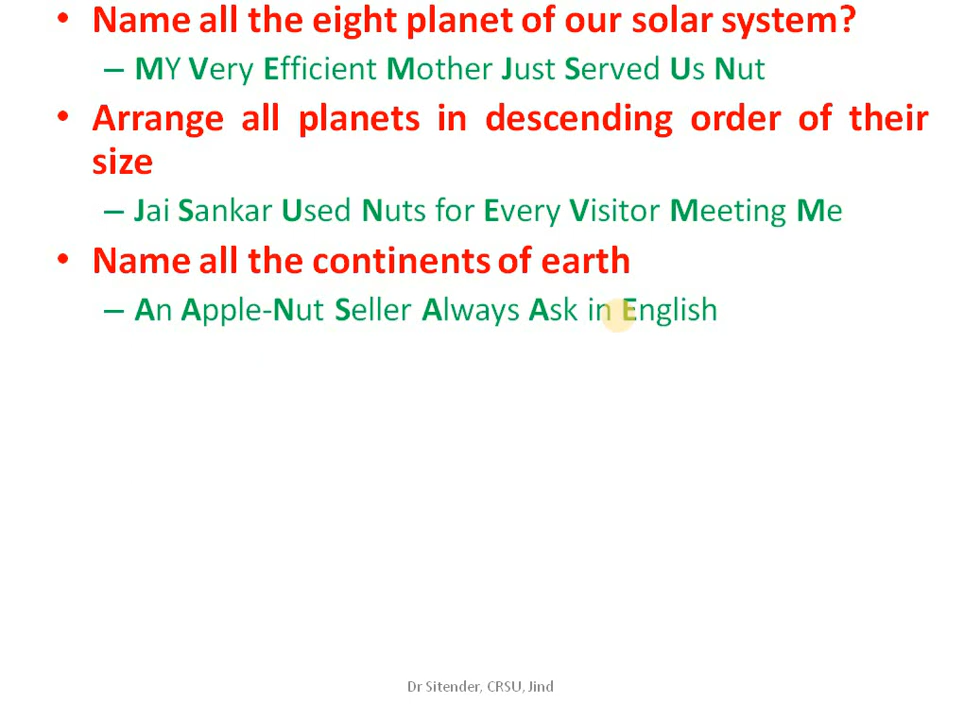 • Name all the eight planet of our solar system?
– MY Very Efficient Mother Just Served Us Nut
• Arrange all planets in descending order of their
size
– Jai Sankar Used Nuts for Every Visitor Meeting Me
• Name all the continents of earth
– An Apple-Nut Seller Always Ask in English
Dr Sitender, CRSU, Jind